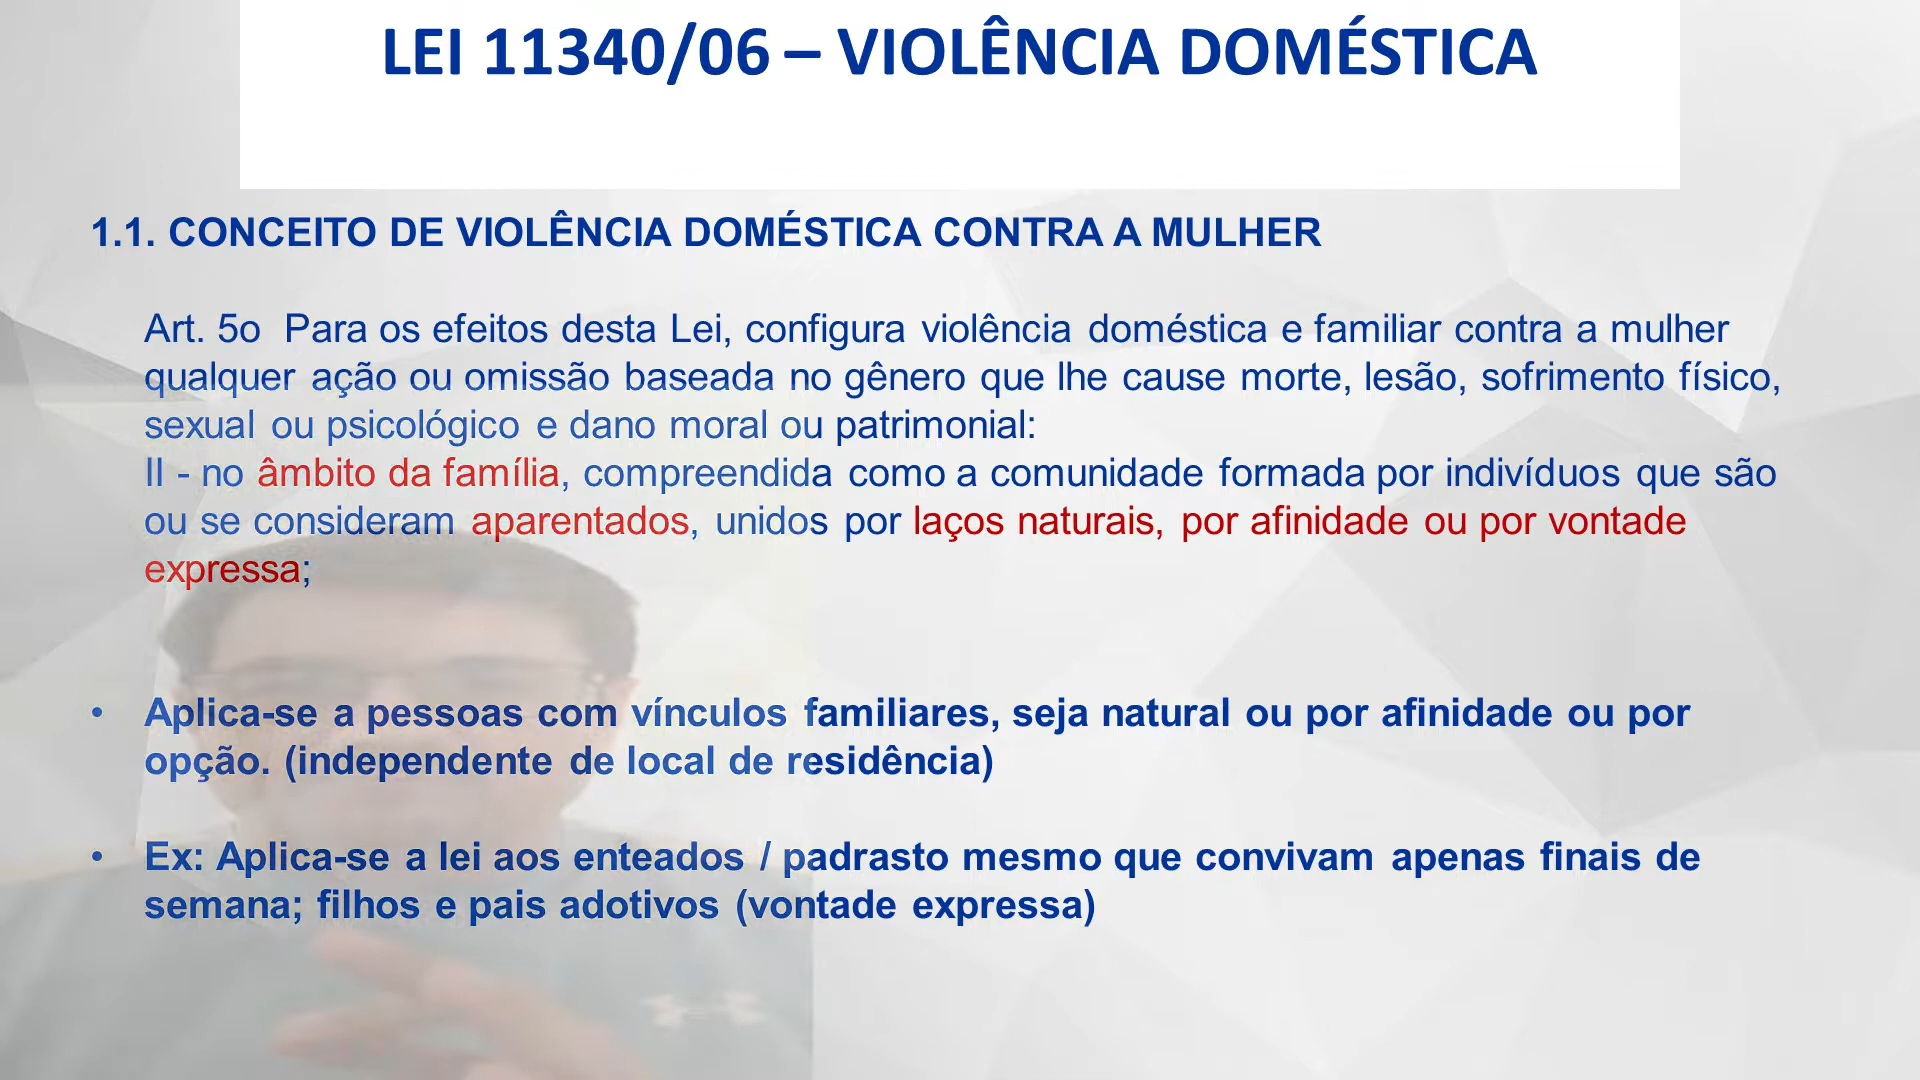 LEI 11340/06 – VIOLÊNCIA DOMÉSTICA
1.1. CONCEITO DE VIOLÊNCIA DOMÉSTICA CONTRA A MULHER
Art. 5o Para os efeitos desta Lei, configura violência doméstica e familiar contra a mulher
qualquer ação ou omissão baseada no gênero que lhe cause morte, lesão, sofrimento físico,
sexual ou psicológico e dano moral ou patrimonial:
II - no âmbito da família, compreendida como a comunidade formada por indivíduos que são
ou se consideram aparentados, unidos por laços naturais, por afinidade ou por vontade
expressa;
• Aplica-se a pessoas com vínculos familiares, seja natural ou por afinidade ou por
opção. (independente de local de residência)
• Ex: Aplica-se a lei aos enteados / padrasto mesmo que convivam apenas finais de
semana; filhos e pais adotivos (vontade expressa)